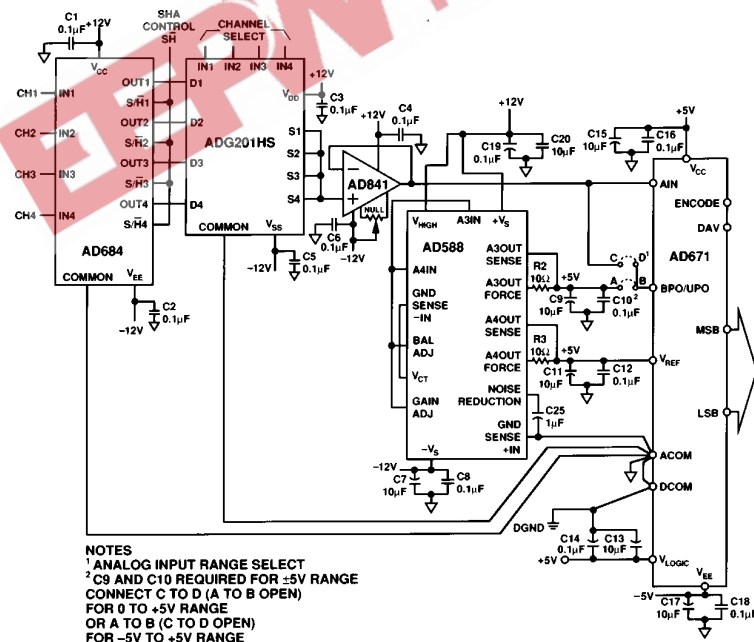 C1
0.1µF
+12V
SHA
CONTROL
S/H
CHANNEL
SELECT
IN1 IN2 IN3 IN4
+12V
VCC
VDD
C3
0.1µF
CH1
IN1
CH2
IN2
CH3
IN3
CH4
IN4
OUT1
S/H1
OUT2
S/H2
OUT3
S/H3
OUT4
S/H4
AD684
COMMON
VEE
C2
0.1µF
–12V
D1
D2
D3
D4
ADG201HS
S1
S2
S3
S4
COMMON
VSS
C5
0.1µF
–12V
+12V
C4
0.1µF
–
+
AD841
NULL
C6
0.1µF
–12V
+12V
C19
0.1µF
C20
10µF
VHIGH
A3IN
+VS
AD588
A4IN
GND
SENSE
–IN
BAL
ADJ
VCT
GAIN
ADJ
A3OUT
SENSE
A3OUT
FORCE
A4OUT
SENSE
A4OUT
FORCE
NOISE
REDUCTION
GND
SENSE
+IN
–VS
–12V
C7
10µF
C8
0.1µF
R2
10Ω
+5V
C9
10µF
C10 2
0.1µF
C D 1
A B
R3
10Ω
+5V
C11
10µF
C12
0.1µF
C25
1µF
+5V
C15
10µF
C16
0.1µF
VCC
AIN
ENCODE
DAV
AD671
BPO/UPO
MSB
VREF
LSB
ACOM
DCOM
DGND
C14
0.1µF
C13
10µF
+5V
VLOGIC
VEE
–5V
C17
10µF
C18
0.1µF
NOTES
1 ANALOG INPUT RANGE SELECT
2 C9 AND C10 REQUIRED FOR ±5V RANGE
CONNECT C TO D (A TO B OPEN)
FOR 0 TO +5V RANGE
OR A TO B (C TO D OPEN)
FOR –5V TO +5V RANGE